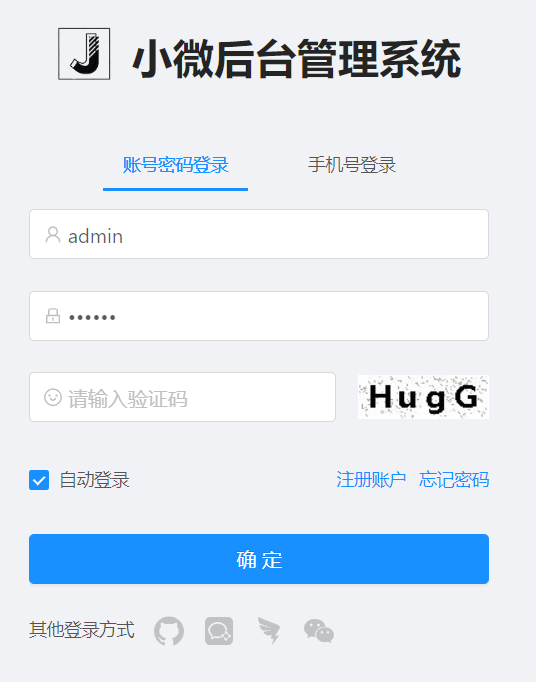 J 小微后台管理系统
账号密码登录 手机号登录
admin
••••••
请输入验证码 HugG
自动登录 注册账户 忘记密码
确 定
其他登录方式